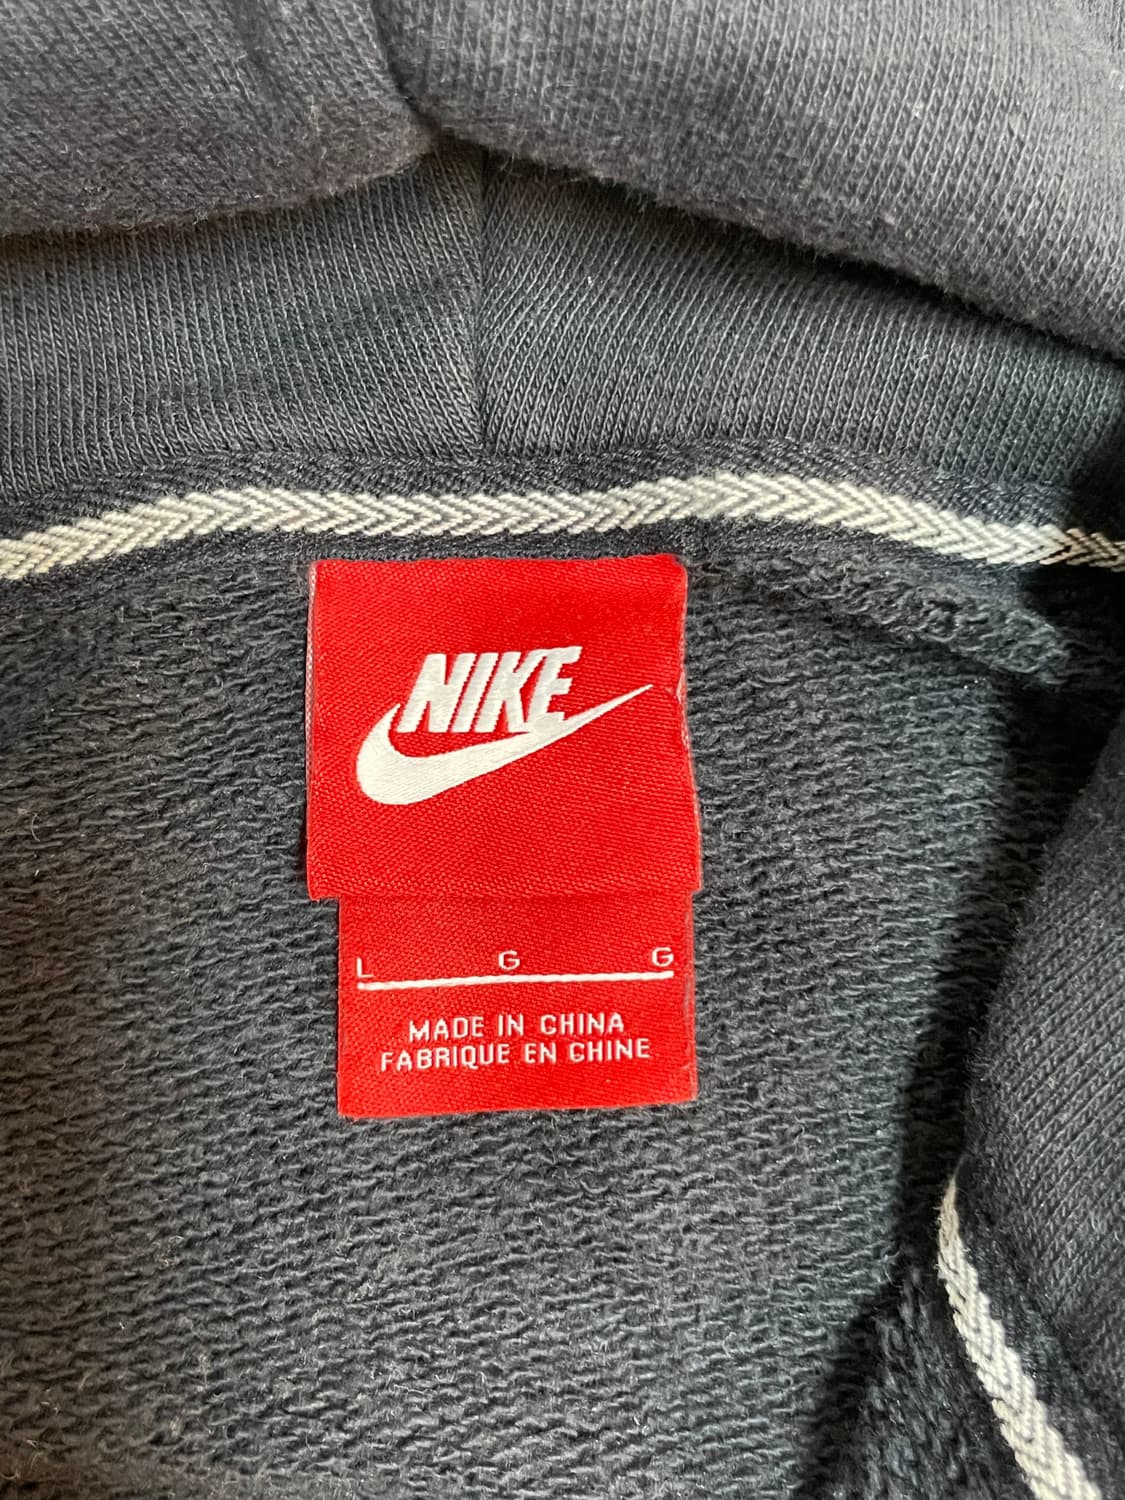 NIKE
L G G
MADE IN CHINA
FABRIQUE EN CHINE